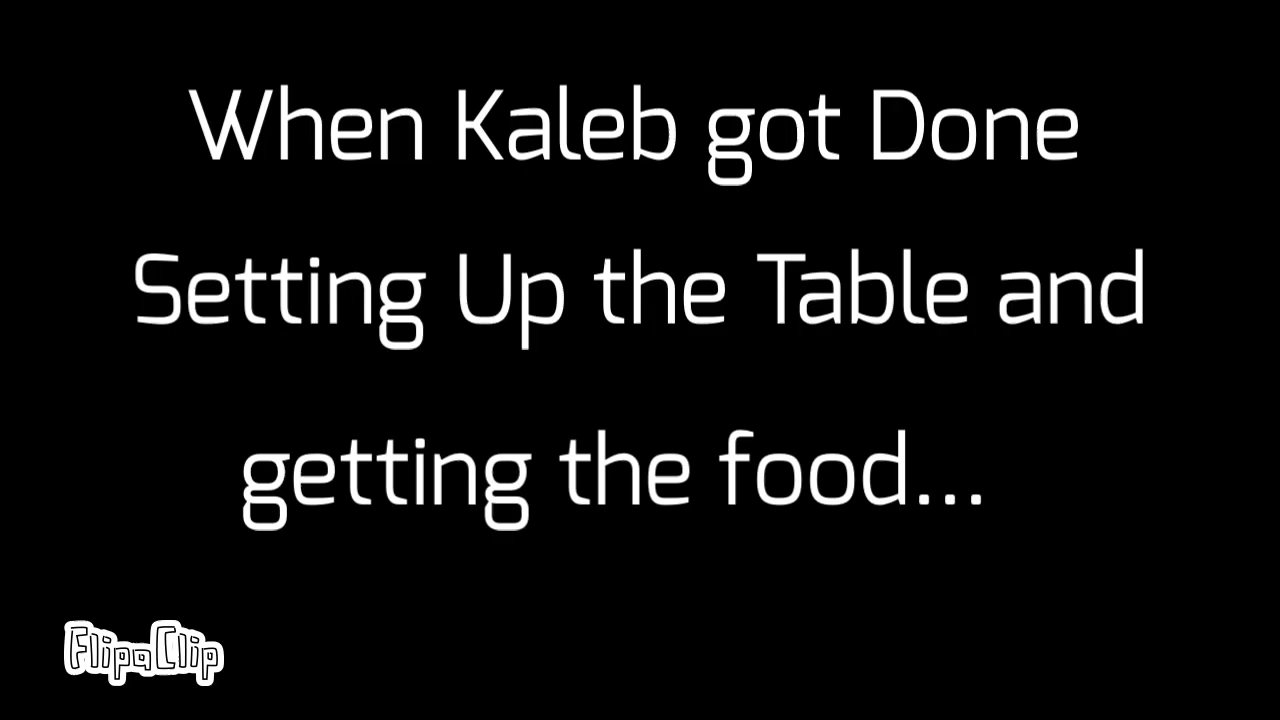 When Kaleb got Done
Setting Up the Table and
getting the food...
FlipaClip